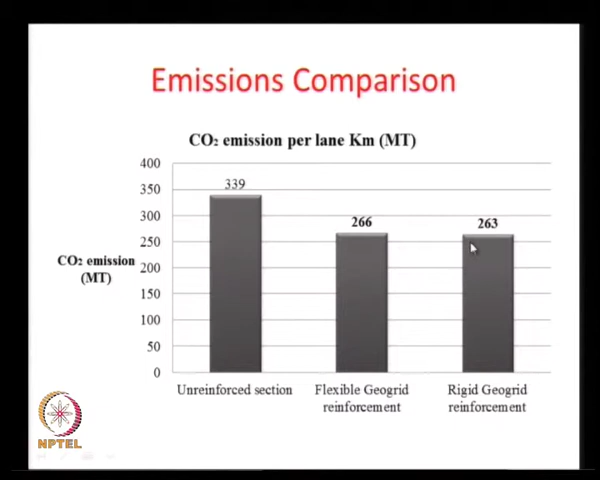 Emissions Comparison
CO₂ emission per lane Km (MT)
400
350
300
250
200
150
100
50
0
CO₂ emission
(MT)
339
266
263
Unreinforced section
Flexible Geogrid
reinforcement
Rigid Geogrid
reinforcement
NPTEL